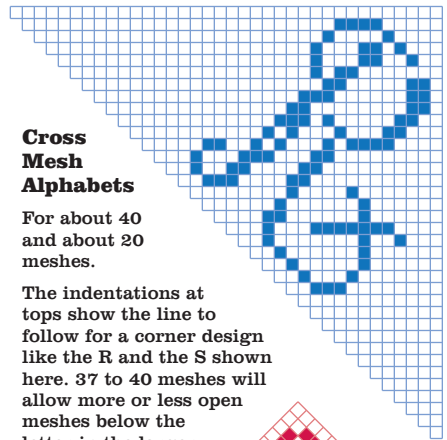 Cross
Mesh
Alphabets
For about 40
and about 20
meshes.
The indentations at
tops show the line to
follow for a corner design
like the R and the S shown
here. 37 to 40 meshes will
allow more or less open
meshes below the